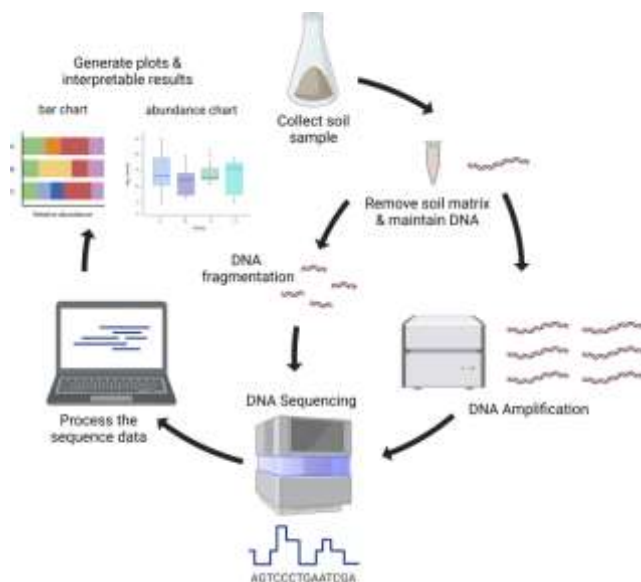 Generate plots &
interpretable results
bar chart
abundance chart
Collect soil
sample
Remove soil matrix
& maintain DNA
DNA
fragmentation
DNA Sequencing
DNA Amplification
Process the
sequence data
AGTCCCTGAATCGA